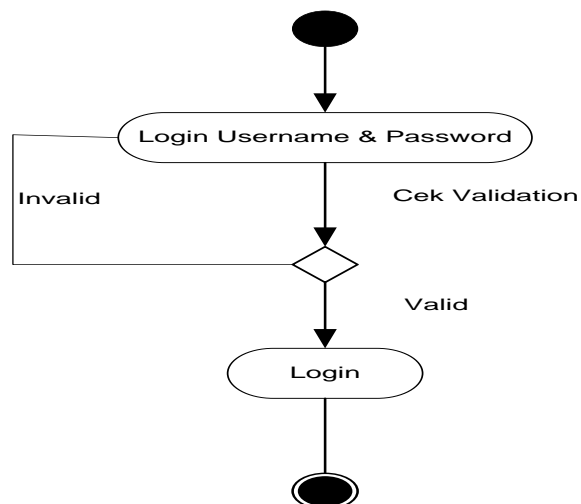 Login Username & Password
Invalid
Cek Validation
Valid
Login